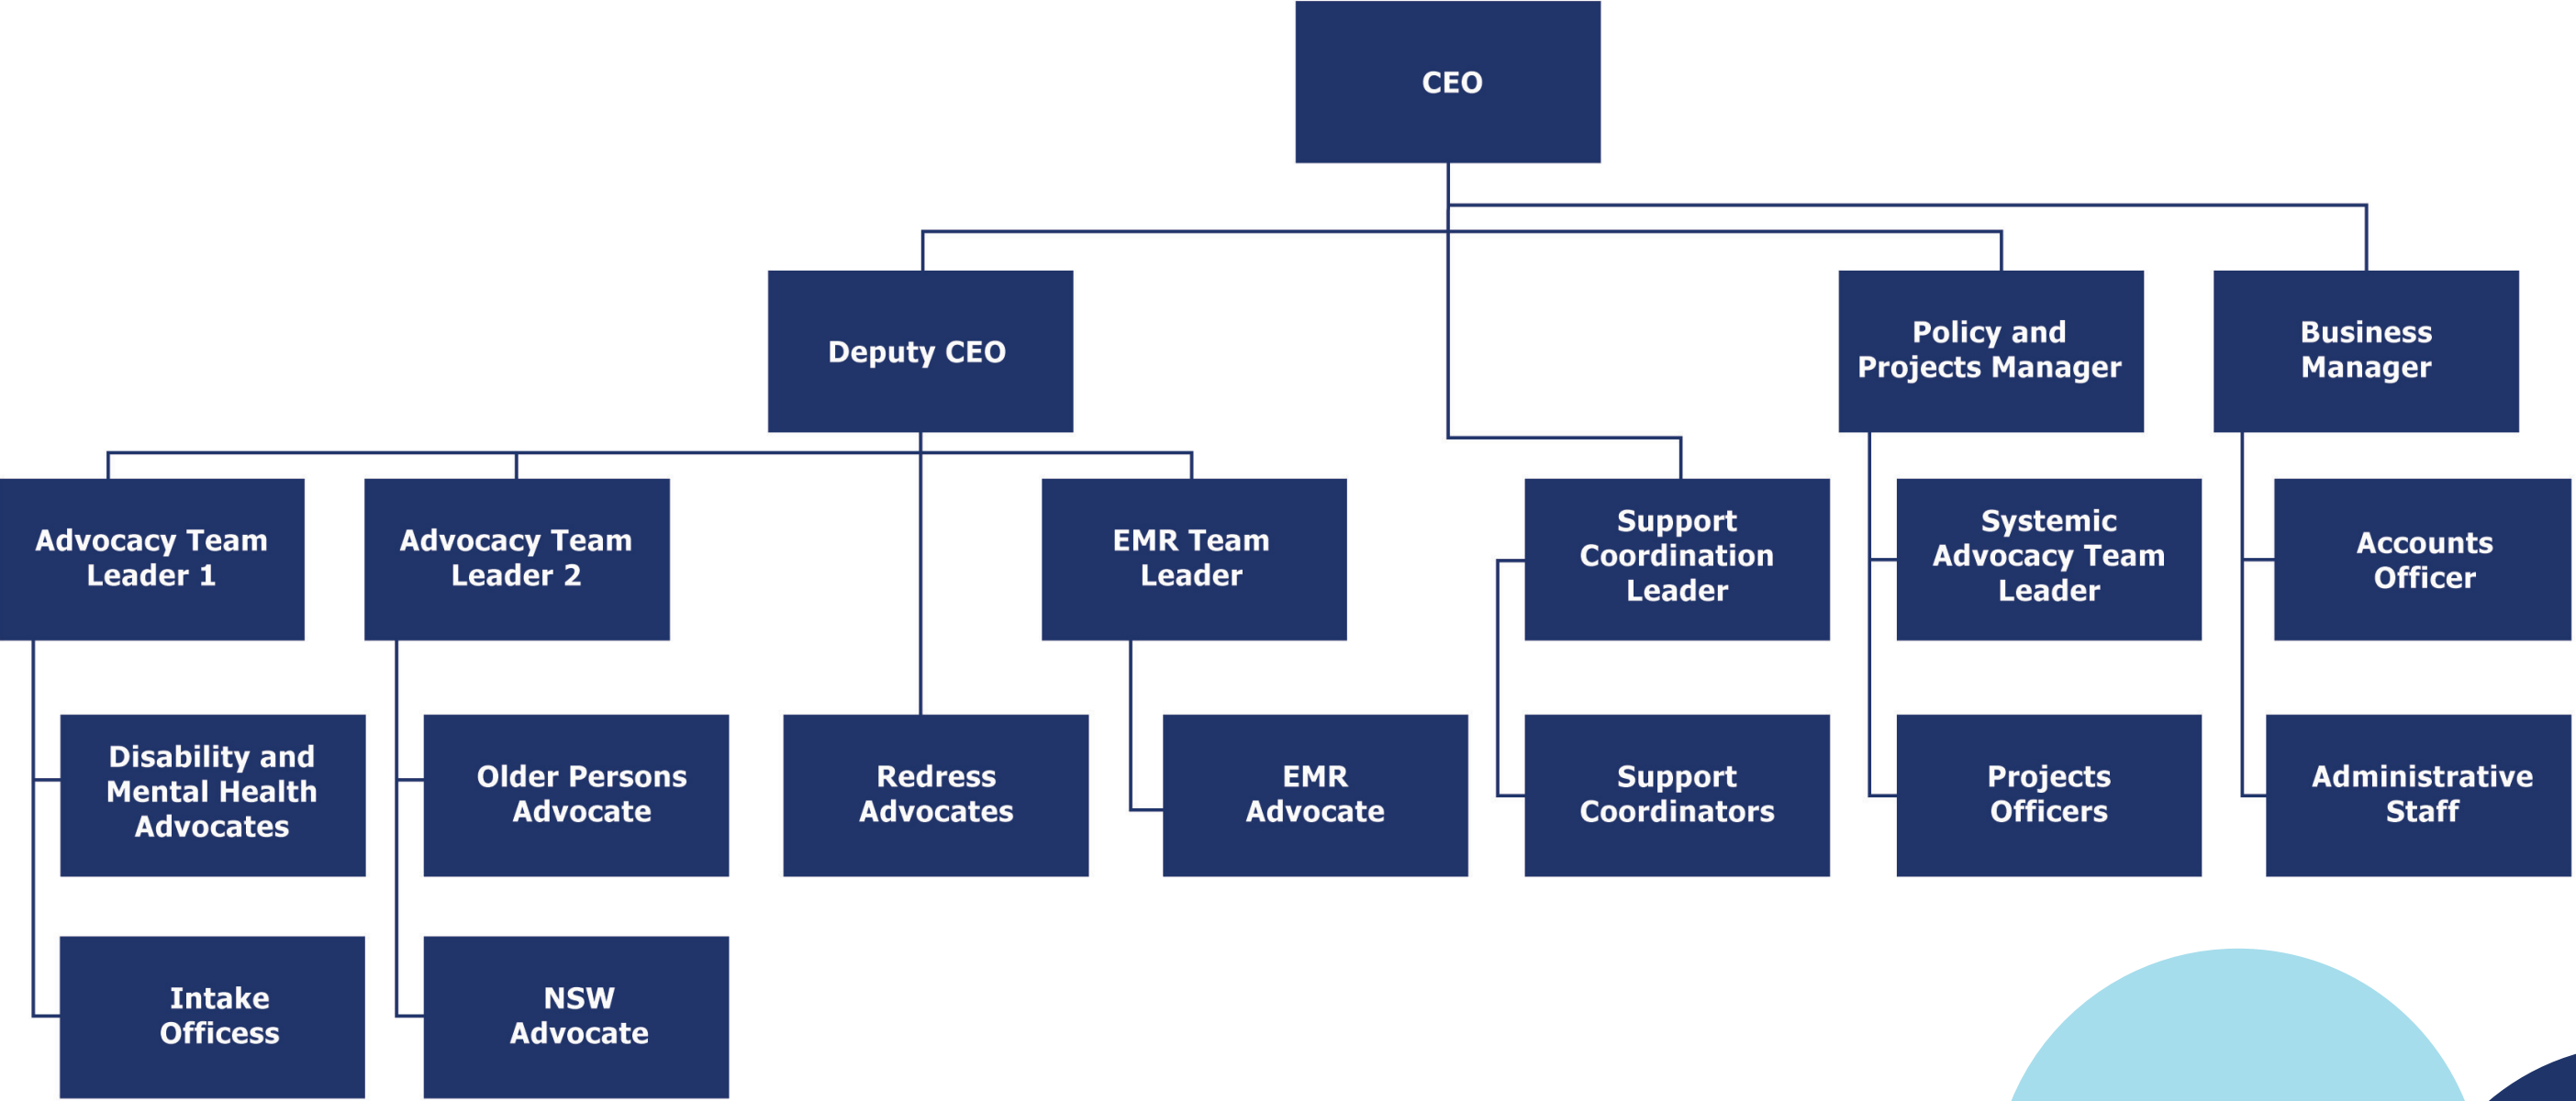 CEO
Deputy CEO
Policy and
Projects Manager
Business
Manager
Advocacy Team
Leader 1
Advocacy Team
Leader 2
EMR Team
Leader
Support
Coordination
Leader
Systemic
Advocacy Team
Leader
Accounts
Officer
Disability and
Mental Health
Advocates
Older Persons
Advocate
Redress
Advocates
EMR
Advocate
Support
Coordinators
Projects
Officers
Administrative
Staff
Intake
Officess
NSW
Advocate